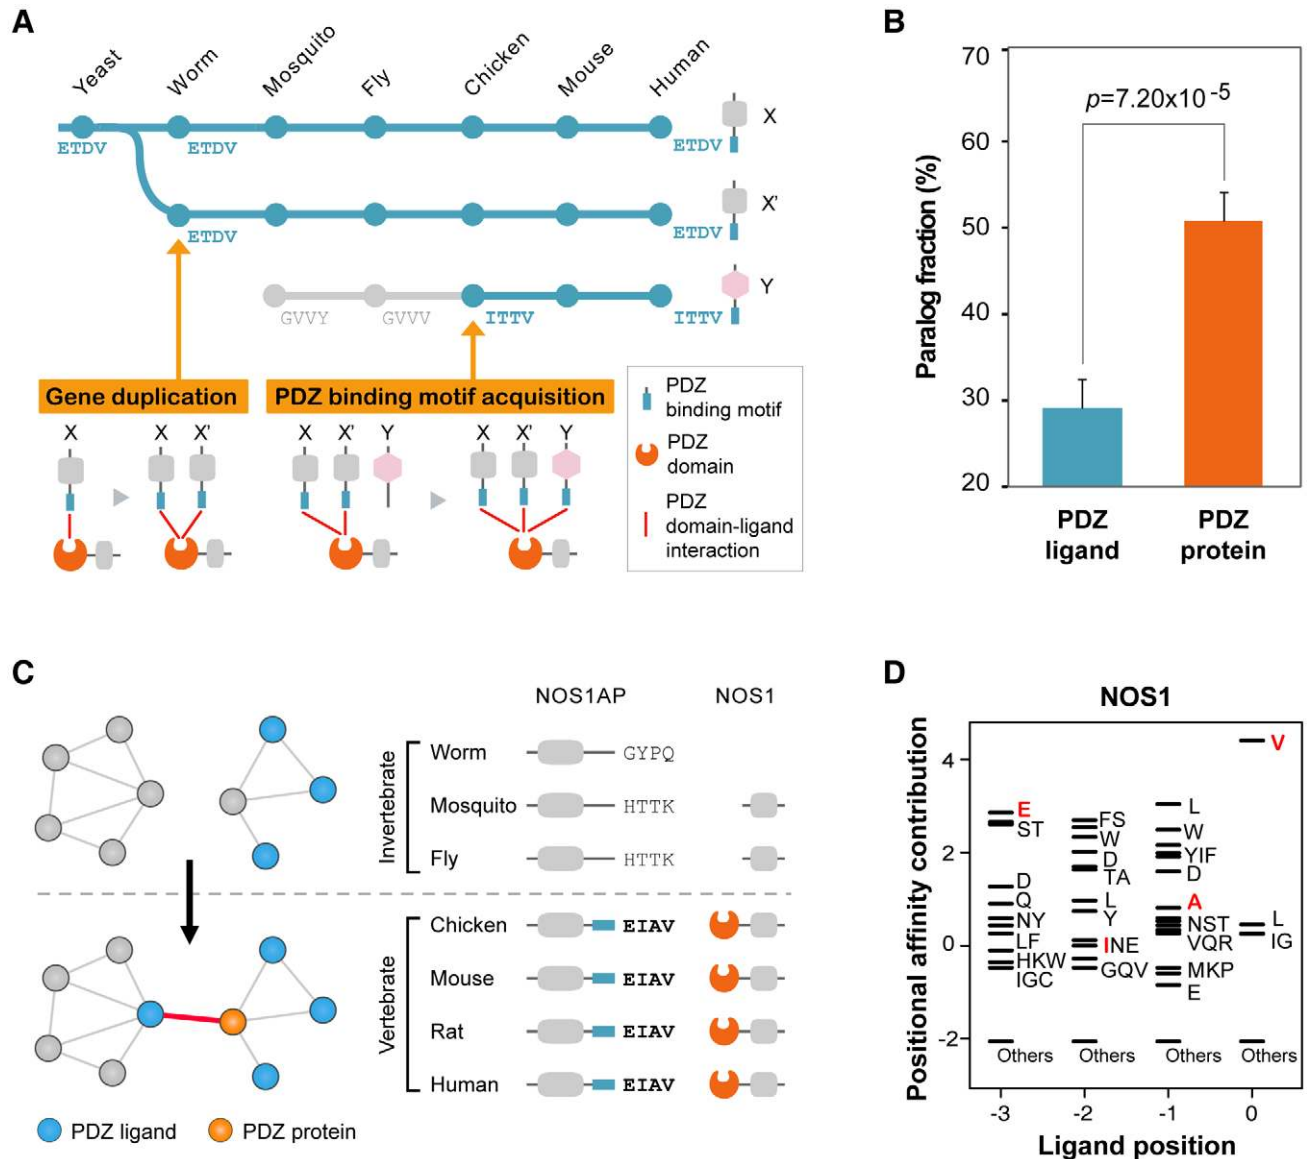 A
Yeast
Worm
Mosquito
Fly
Chicken
Mouse
Human
X
ETDV
ETDV
ETDV
X'
ETDV
ETDV
Y
GVVY
GVVV
ITTV
ITTV
Gene duplication
PDZ binding motif acquisition
X
X
X'
X
X'
Y
X
X'
Y
PDZ
binding motif
PDZ
domain
PDZ
domain-ligand
interaction
B
Paralog fraction (%)
70
60
50
40
30
20
p=7.20x10 -5
PDZ
ligand
PDZ
protein
C
PDZ ligand
PDZ protein
NOS1AP
NOS1
Invertebrate
Worm
GYPQ
Mosquito
HTTK
Fly
HTTK
Vertebrate
Chicken
EIAV
Mouse
EIAV
Rat
EIAV
Human
EIAV
D
NOS1
Positional affinity contribution
4
2
0
-2
E
ST
D
Q
NY
LF
HKW
IGC
Others
FS
W
D
TA
L
Y
INE
GQV
Others
L
W
YIF
D
A
NST
VQR
MKP
E
Others
V
L
IG
Others
-3
-2
-1
0
Ligand position